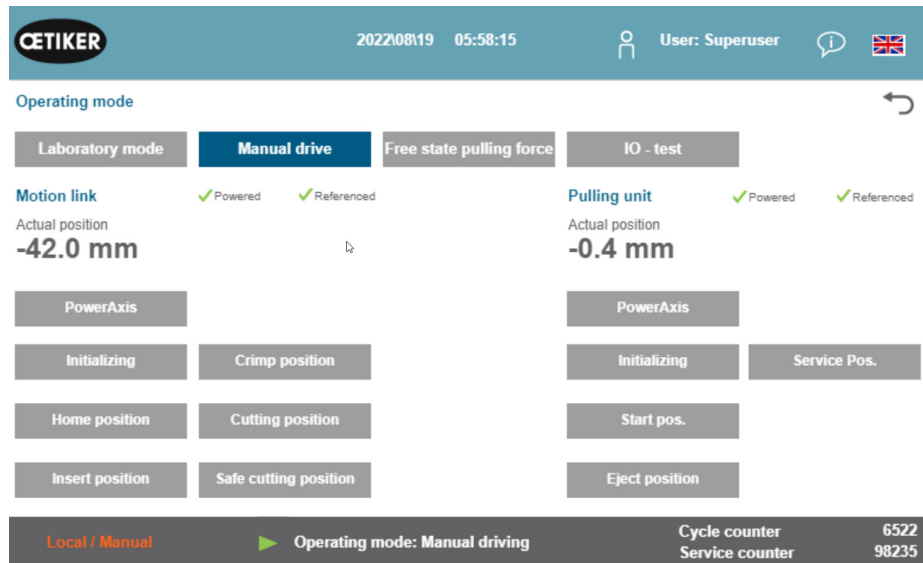 ŒTIKER
2022\08\19 05:58:15
User: Superuser
Operating mode
Laboratory mode Manual drive Free state pulling force IO - test
Motion link Powered Referenced Pulling unit Powered Referenced
Actual position Actual position
-42.0 mm -0.4 mm
PowerAxis PowerAxis
Initializing Crimp position Initializing Service Pos.
Home position Cutting position Start pos.
Insert position Safe cutting position Eject position
Local / Manual Operating mode: Manual driving
Cycle counter 6522
Service counter 98235